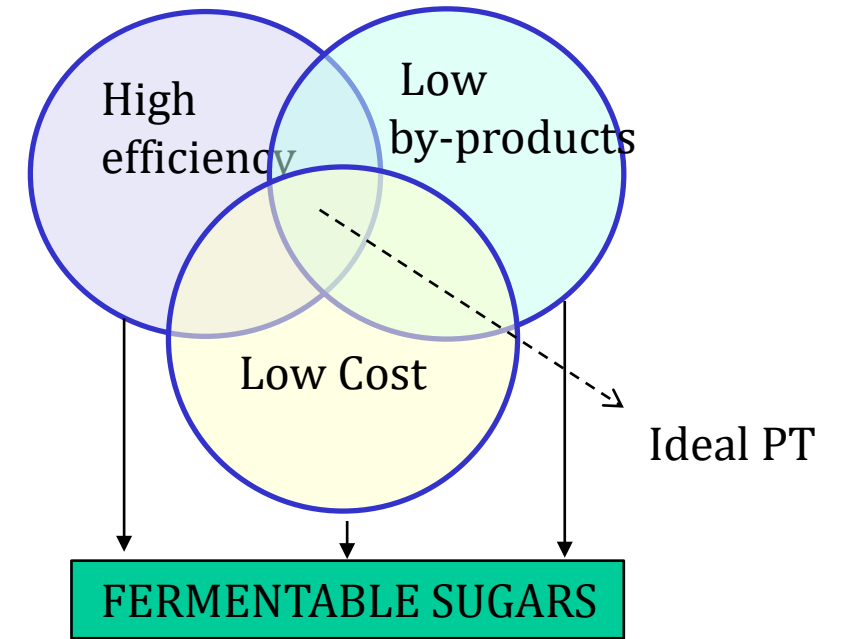 High
efficiency
Low
by-products
Low Cost
Ideal PT
FERMENTABLE SUGARS